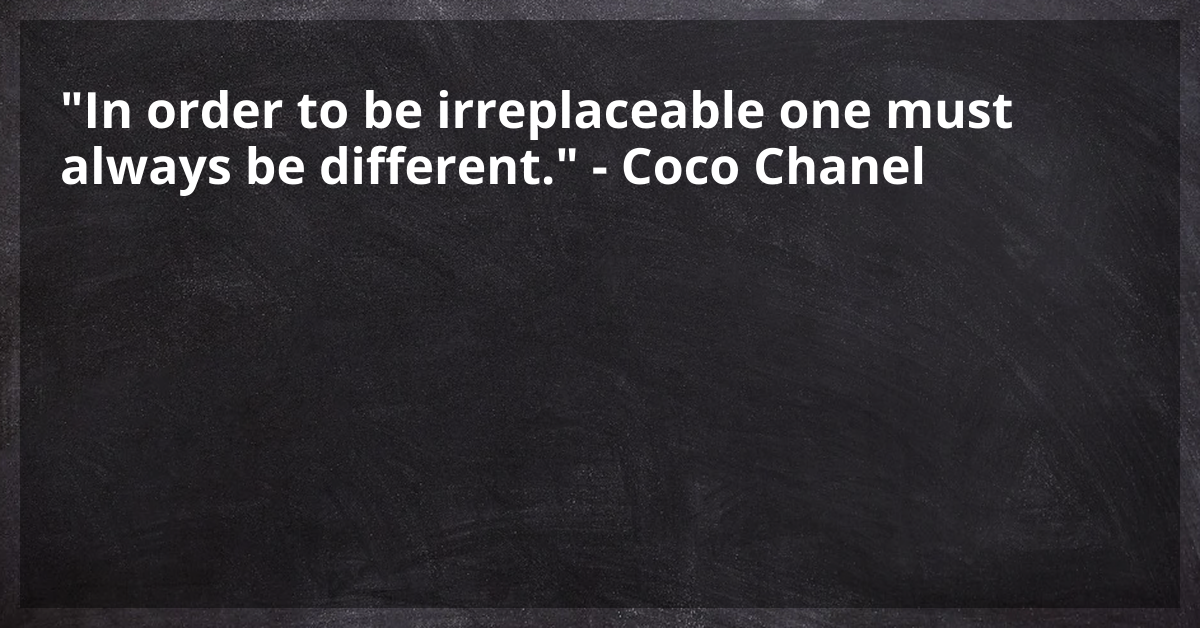 "In order to be irreplaceable one must
always be different." - Coco Chanel